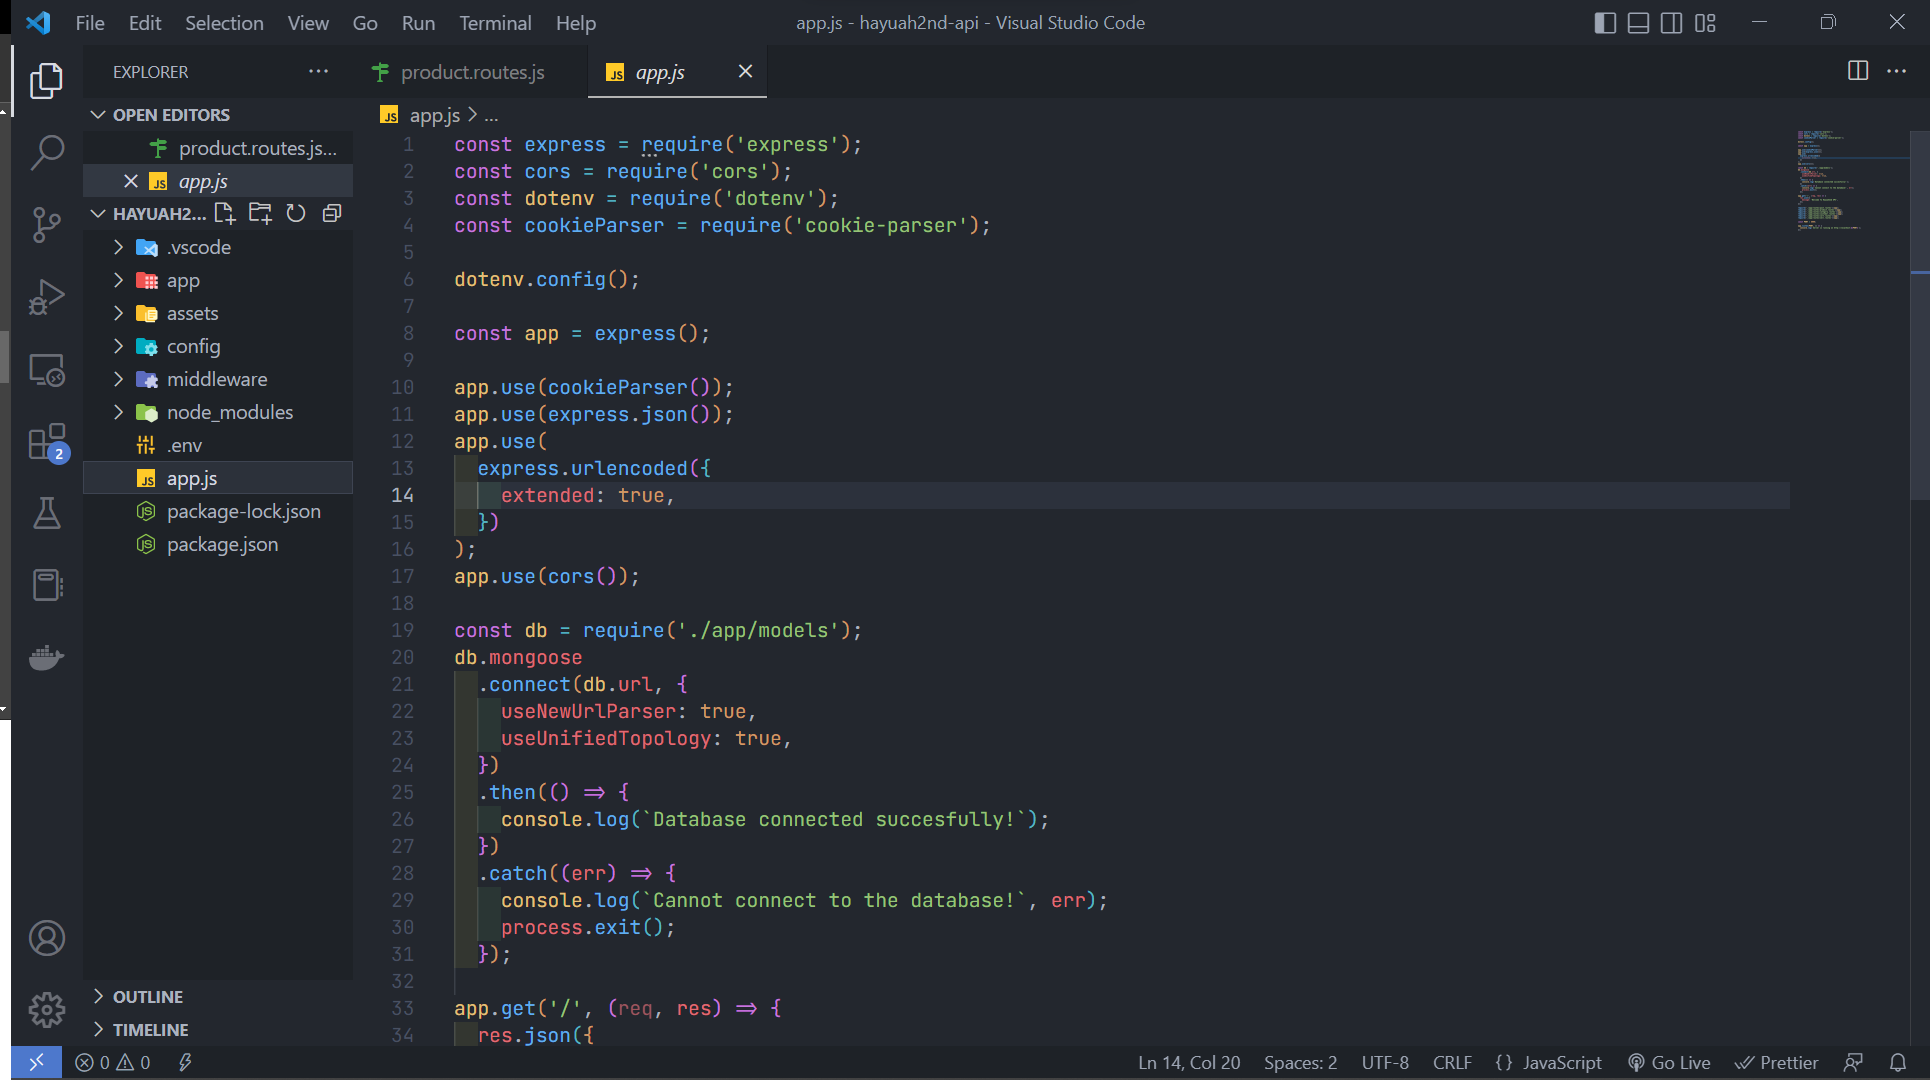 File Edit Selection View Go Run Terminal Help
app.js - hayuah2nd-api - Visual Studio Code
EXPLORER
product.routes.js
JS app.js
OPEN EDITORS
product.routes.js...
JS app.js
HAYUAH2...
.vscode
app
assets
config
middleware
node_modules
.env
JS app.js
package-lock.json
package.json
OUTLINE
TIMELINE
2
JS app.js > ...
1 const express = require('express');
2 const cors = require('cors');
3 const dotenv = require('dotenv');
4 const cookieParser = require('cookie-parser');
5
6 dotenv.config();
7
8 const app = express();
9
10 app.use(cookieParser());
11 app.use(express.json());
12 app.use(
13 express.urlencoded({
14 extended: true,
15 })
16 );
17 app.use(cors());
18
19 const db = require('./app/models');
20 db.mongoose
21 .connect(db.url, {
22 useNewUrlParser: true,
23 useUnifiedTopology: true,
24 })
25 .then(() => {
26 console.log(`Database connected succesfully!`);
27 })
28 .catch((err) => {
29 console.log(`Cannot connect to the database!`, err);
30 process.exit();
31 });
32
33 app.get('/', (req, res) => {
34 res.json({
0 0
Ln 14, Col 20 Spaces: 2 UTF-8 CRLF {} JavaScript Go Live Prettier